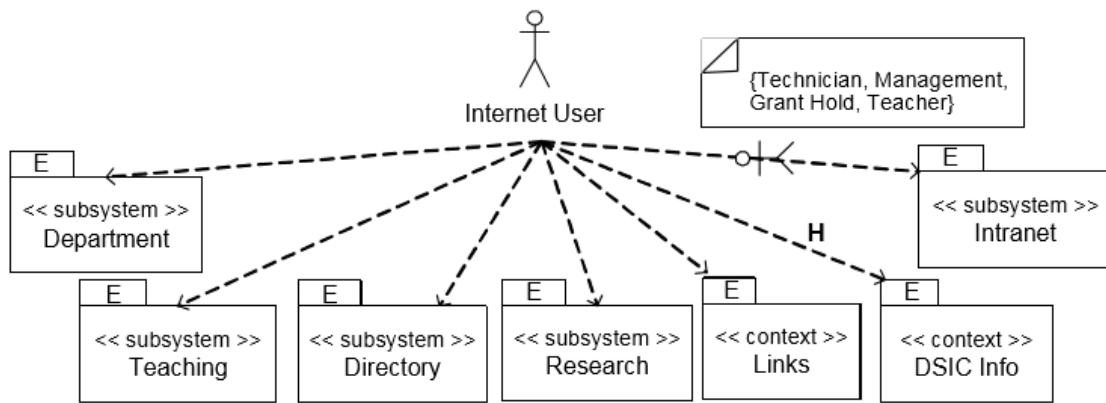 Internet User
{Technician, Management,
Grant Hold, Teacher}
E
<< subsystem >>
Department
E
<< subsystem >>
Intranet
H
E
<< subsystem >>
Teaching
E
<< subsystem >>
Directory
E
<< subsystem >>
Research
E
<< context >>
Links
E
<< context >>
DSIC Info